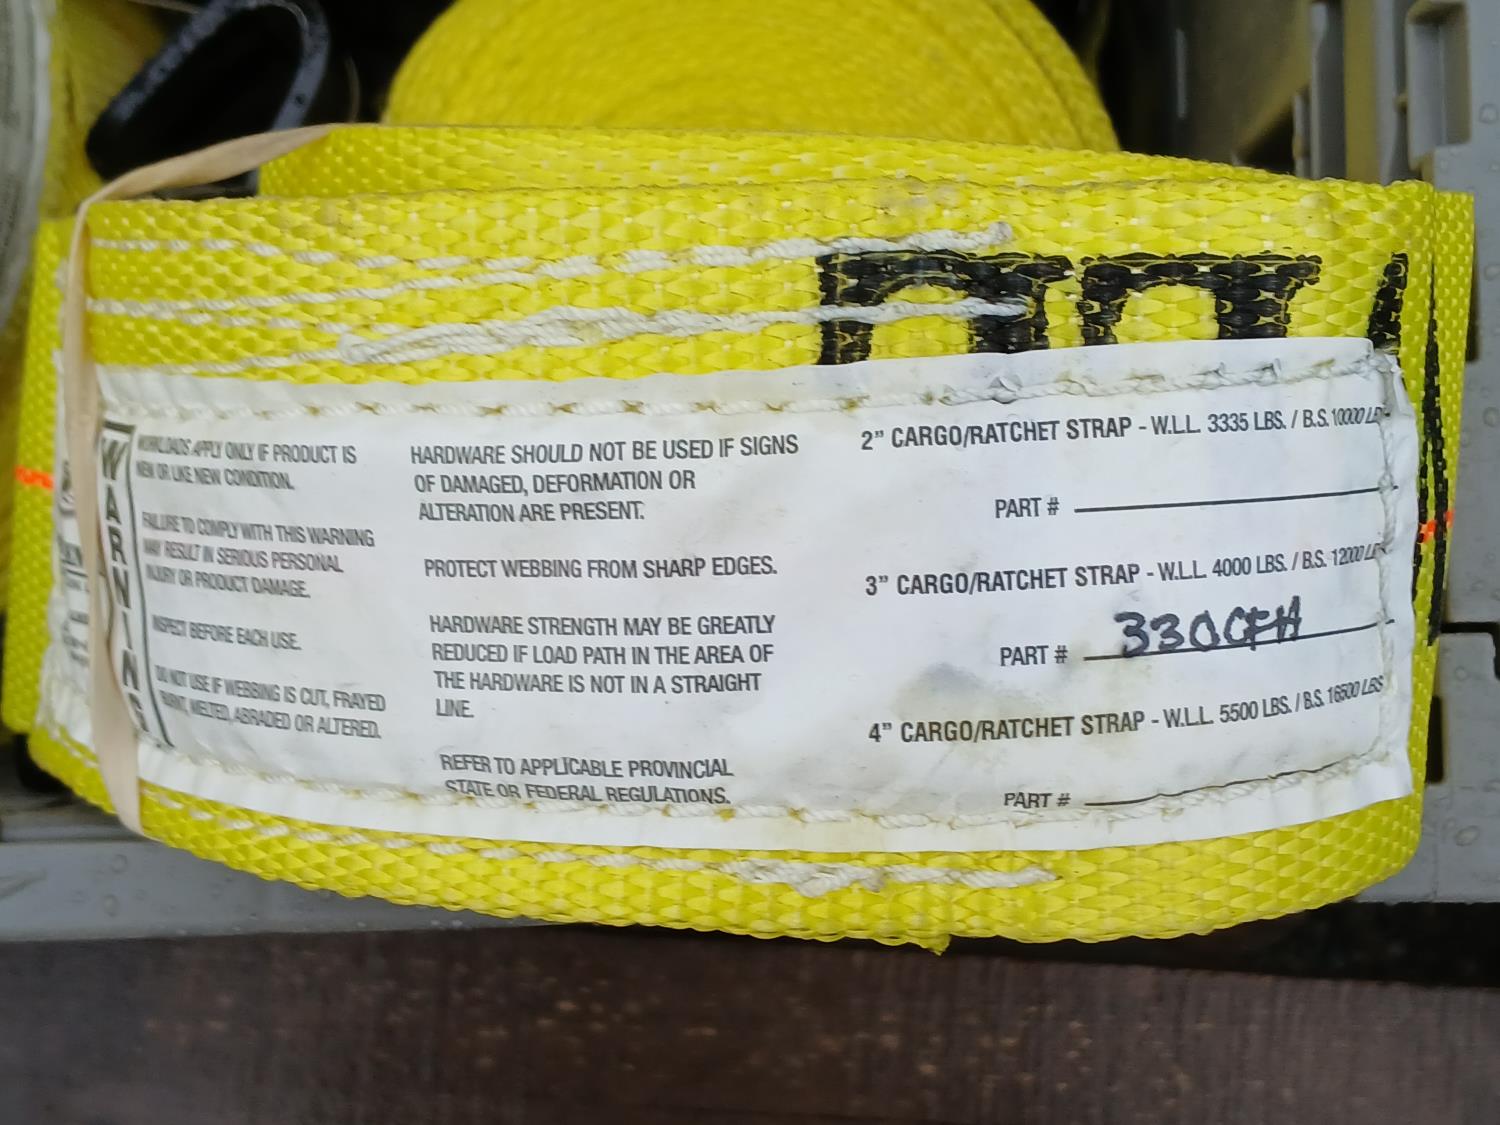 WARNING
WORKLOADS APPLY ONLY IF PRODUCT IS
NEW OR LIKE NEW CONDITION.
FAILURE TO COMPLY WITH THIS WARNING
MAY RESULT IN SERIOUS PERSONAL
INJURY OR PRODUCT DAMAGE.
INSPECT BEFORE EACH USE.
DO NOT USE IF WEBBING IS CUT, FRAYED
BURNT, MELTED, ABRADED OR ALTERED.
HARDWARE SHOULD NOT BE USED IF SIGNS
OF DAMAGED, DEFORMATION OR
ALTERATION ARE PRESENT.
PROTECT WEBBING FROM SHARP EDGES.
HARDWARE STRENGTH MAY BE GREATLY
REDUCED IF LOAD PATH IN THE AREA OF
THE HARDWARE IS NOT IN A STRAIGHT
LINE.
REFER TO APPLICABLE PROVINCIAL
STATE OR FEDERAL REGULATIONS.
2" CARGO/RATCHET STRAP - W.L.L. 3335 LBS. / B.S. 10000 LBS
PART #
3" CARGO/RATCHET STRAP - W.L.L. 4000 LBS. / B.S. 12000 LBS
PART # 330CFH
4" CARGO/RATCHET STRAP - W.L.L. 5500 LBS. / B.S. 16500 LBS
PART #